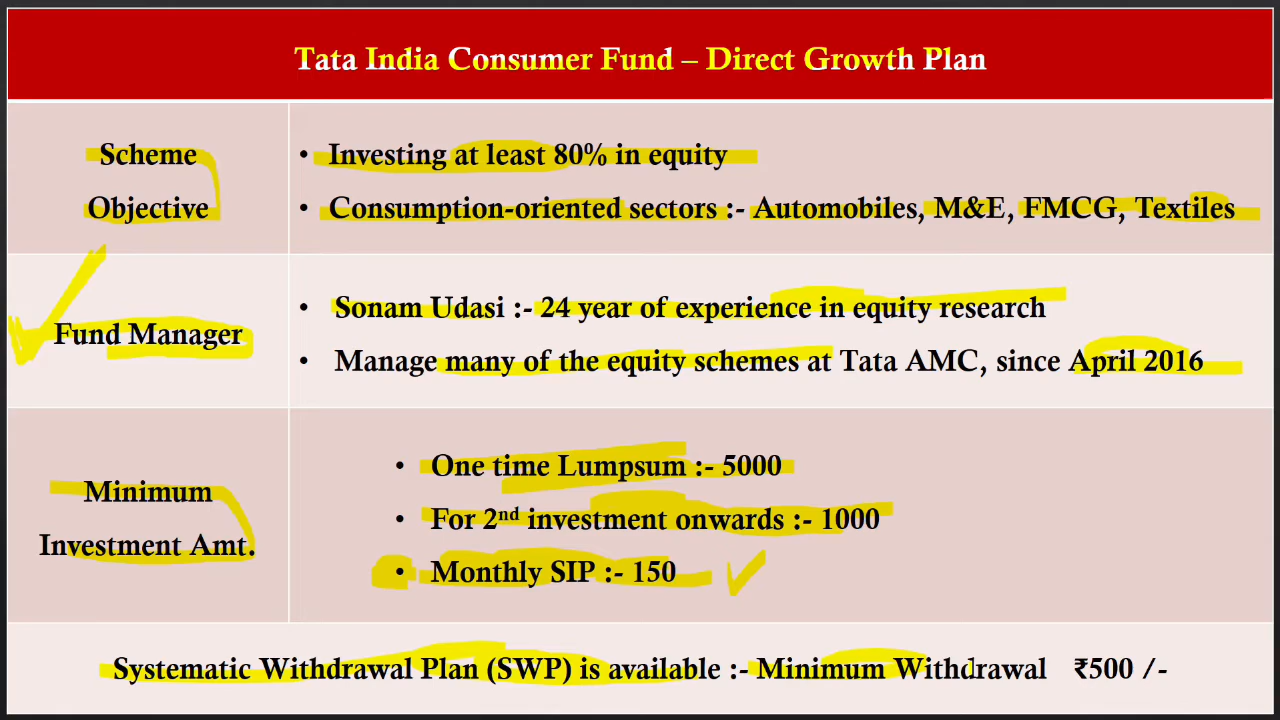 Tata India Consumer Fund – Direct Growth Plan
Scheme
Objective
• Investing at least 80% in equity
• Consumption-oriented sectors :- Automobiles, M&E, FMCG, Textiles
Fund Manager
• Sonam Udasi :- 24 year of experience in equity research
• Manage many of the equity schemes at Tata AMC, since April 2016
Minimum
Investment Amt.
• One time Lumpsum :- 5000
• For 2nd investment onwards :- 1000
• Monthly SIP :- 150
Systematic Withdrawal Plan (SWP) is available :- Minimum Withdrawal ₹500 /-